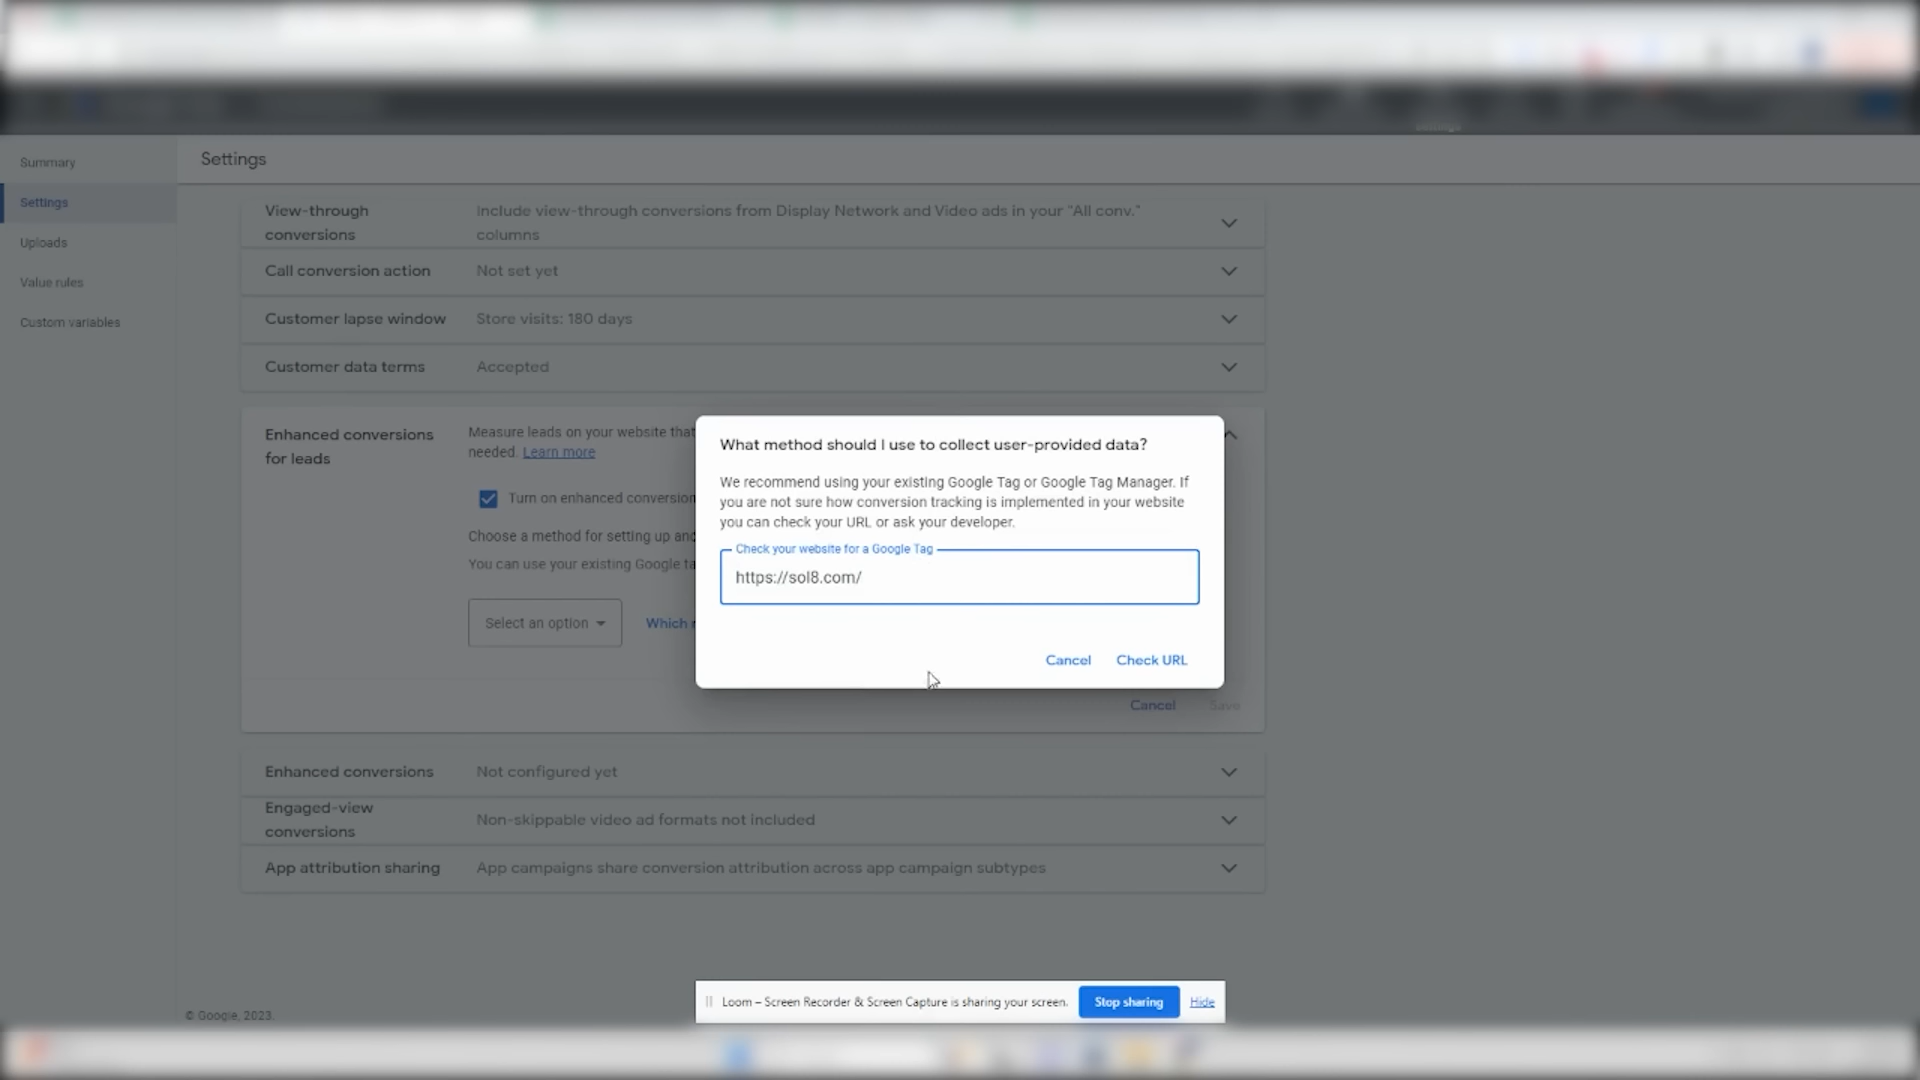 Summary
Settings
Uploads
Value rules
Custom variables
Settings
View-through
conversions
Include view-through conversions from Display Network and Video ads in your "All conv."
columns
Call conversion action
Not set yet
Customer lapse window
Store visits: 180 days
Customer data terms
Accepted
Enhanced conversions
for leads
Measure leads on your website that
needed. Learn more
Turn on enhanced conversion
Choose a method for setting up and
You can use your existing Google ta
Select an option
Which
What method should I use to collect user-provided data?
We recommend using your existing Google Tag or Google Tag Manager. If
you are not sure how conversion tracking is implemented in your website
you can check your URL or ask your developer.
Check your website for a Google Tag
https://sol8.com/
Cancel Check URL
Cancel Save
Enhanced conversions
Not configured yet
Engaged-view
conversions
Non-skippable video ad formats not included
App attribution sharing
App campaigns share conversion attribution across app campaign subtypes
Loom – Screen Recorder & Screen Capture is sharing your screen. Stop sharing Hide
© Google, 2023.